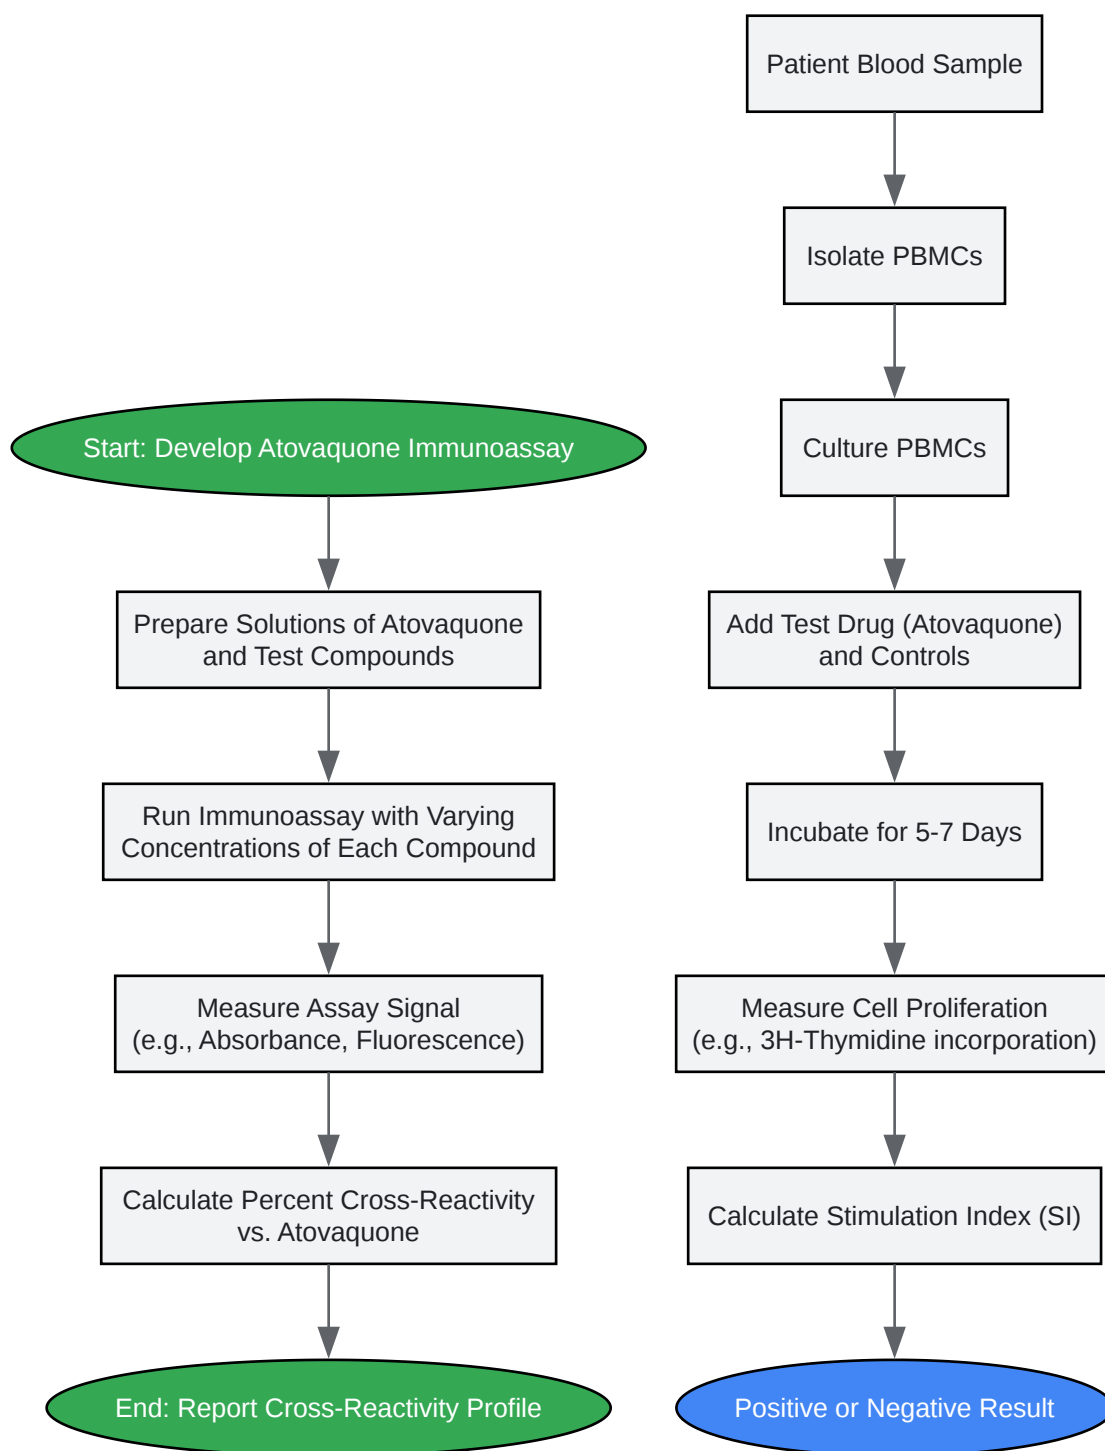 Start: Develop Atovaquone Immunoassay
Prepare Solutions of Atovaquone
and Test Compounds
Run Immunoassay with Varying
Concentrations of Each Compound
Measure Assay Signal
(e.g., Absorbance, Fluorescence)
Calculate Percent Cross-Reactivity
vs. Atovaquone
End: Report Cross-Reactivity Profile
Patient Blood Sample
Isolate PBMCs
Culture PBMCs
Add Test Drug (Atovaquone)
and Controls
Incubate for 5-7 Days
Measure Cell Proliferation
(e.g., 3H-Thymidine incorporation)
Calculate Stimulation Index (SI)
Positive or Negative Result